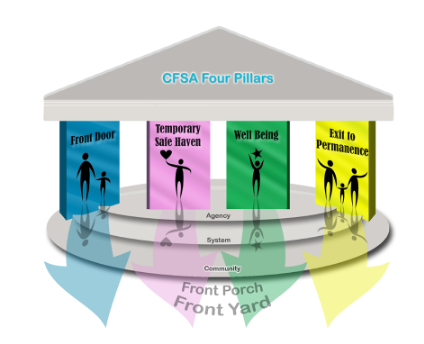 CFSA Four Pillars
Front Door
Temporary
Safe Haven
Well Being
Exit to
Permanence
Agency
System
Community
Front Porch
Front Yard